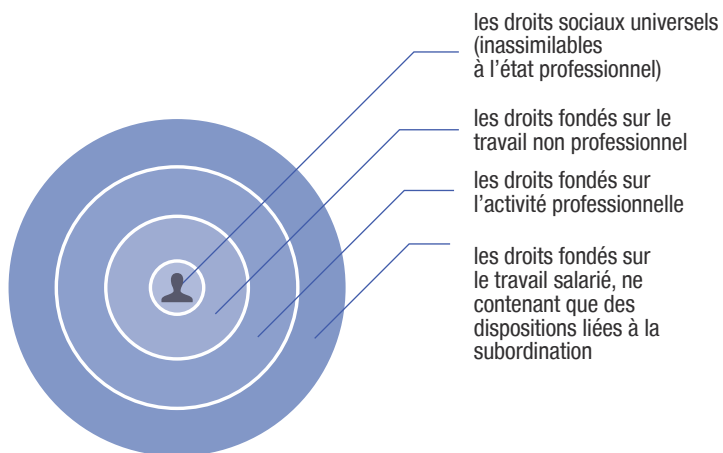 les droits sociaux universels
(inassimilables
à l’état professionnel)
les droits fondés sur le
travail non professionnel
les droits fondés sur
l’activité professionnelle
les droits fondés sur
le travail salarié, ne
contenant que des
dispositions liées à la
subordination